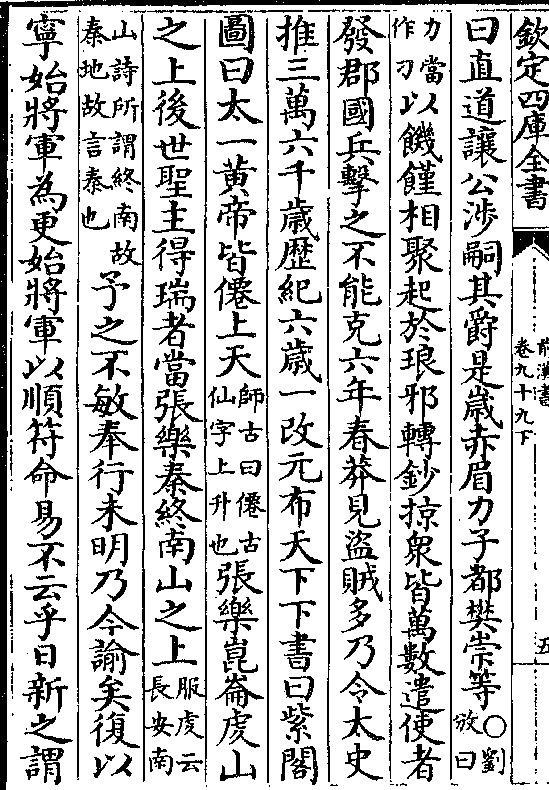 欽定四庫全書
前漢書
卷九十九下
五
曰直道讓公渉嗣其爵是歳赤眉力子都樊崇等○劉攽曰
力當作刁以饑饉相聚起於琅邪轉鈔掠衆皆萬數遣使者
發郡國兵擊之不能克六年春莽見盜賊多乃令太史
推三萬六千歳歴紀六歳一改元布天下下書曰紫閣
圖曰太一黄帝皆僊上天師古曰僊古仙字上升也張樂崑崙䖍山
之上後世聖主得瑞者當張樂秦終南山之上服䖍云長安南
山詩所謂終南故秦地故言秦也予之不敏奉行未明乃今諭矣復以
寧始將軍為更始將軍以順符命易不云乎日新之謂